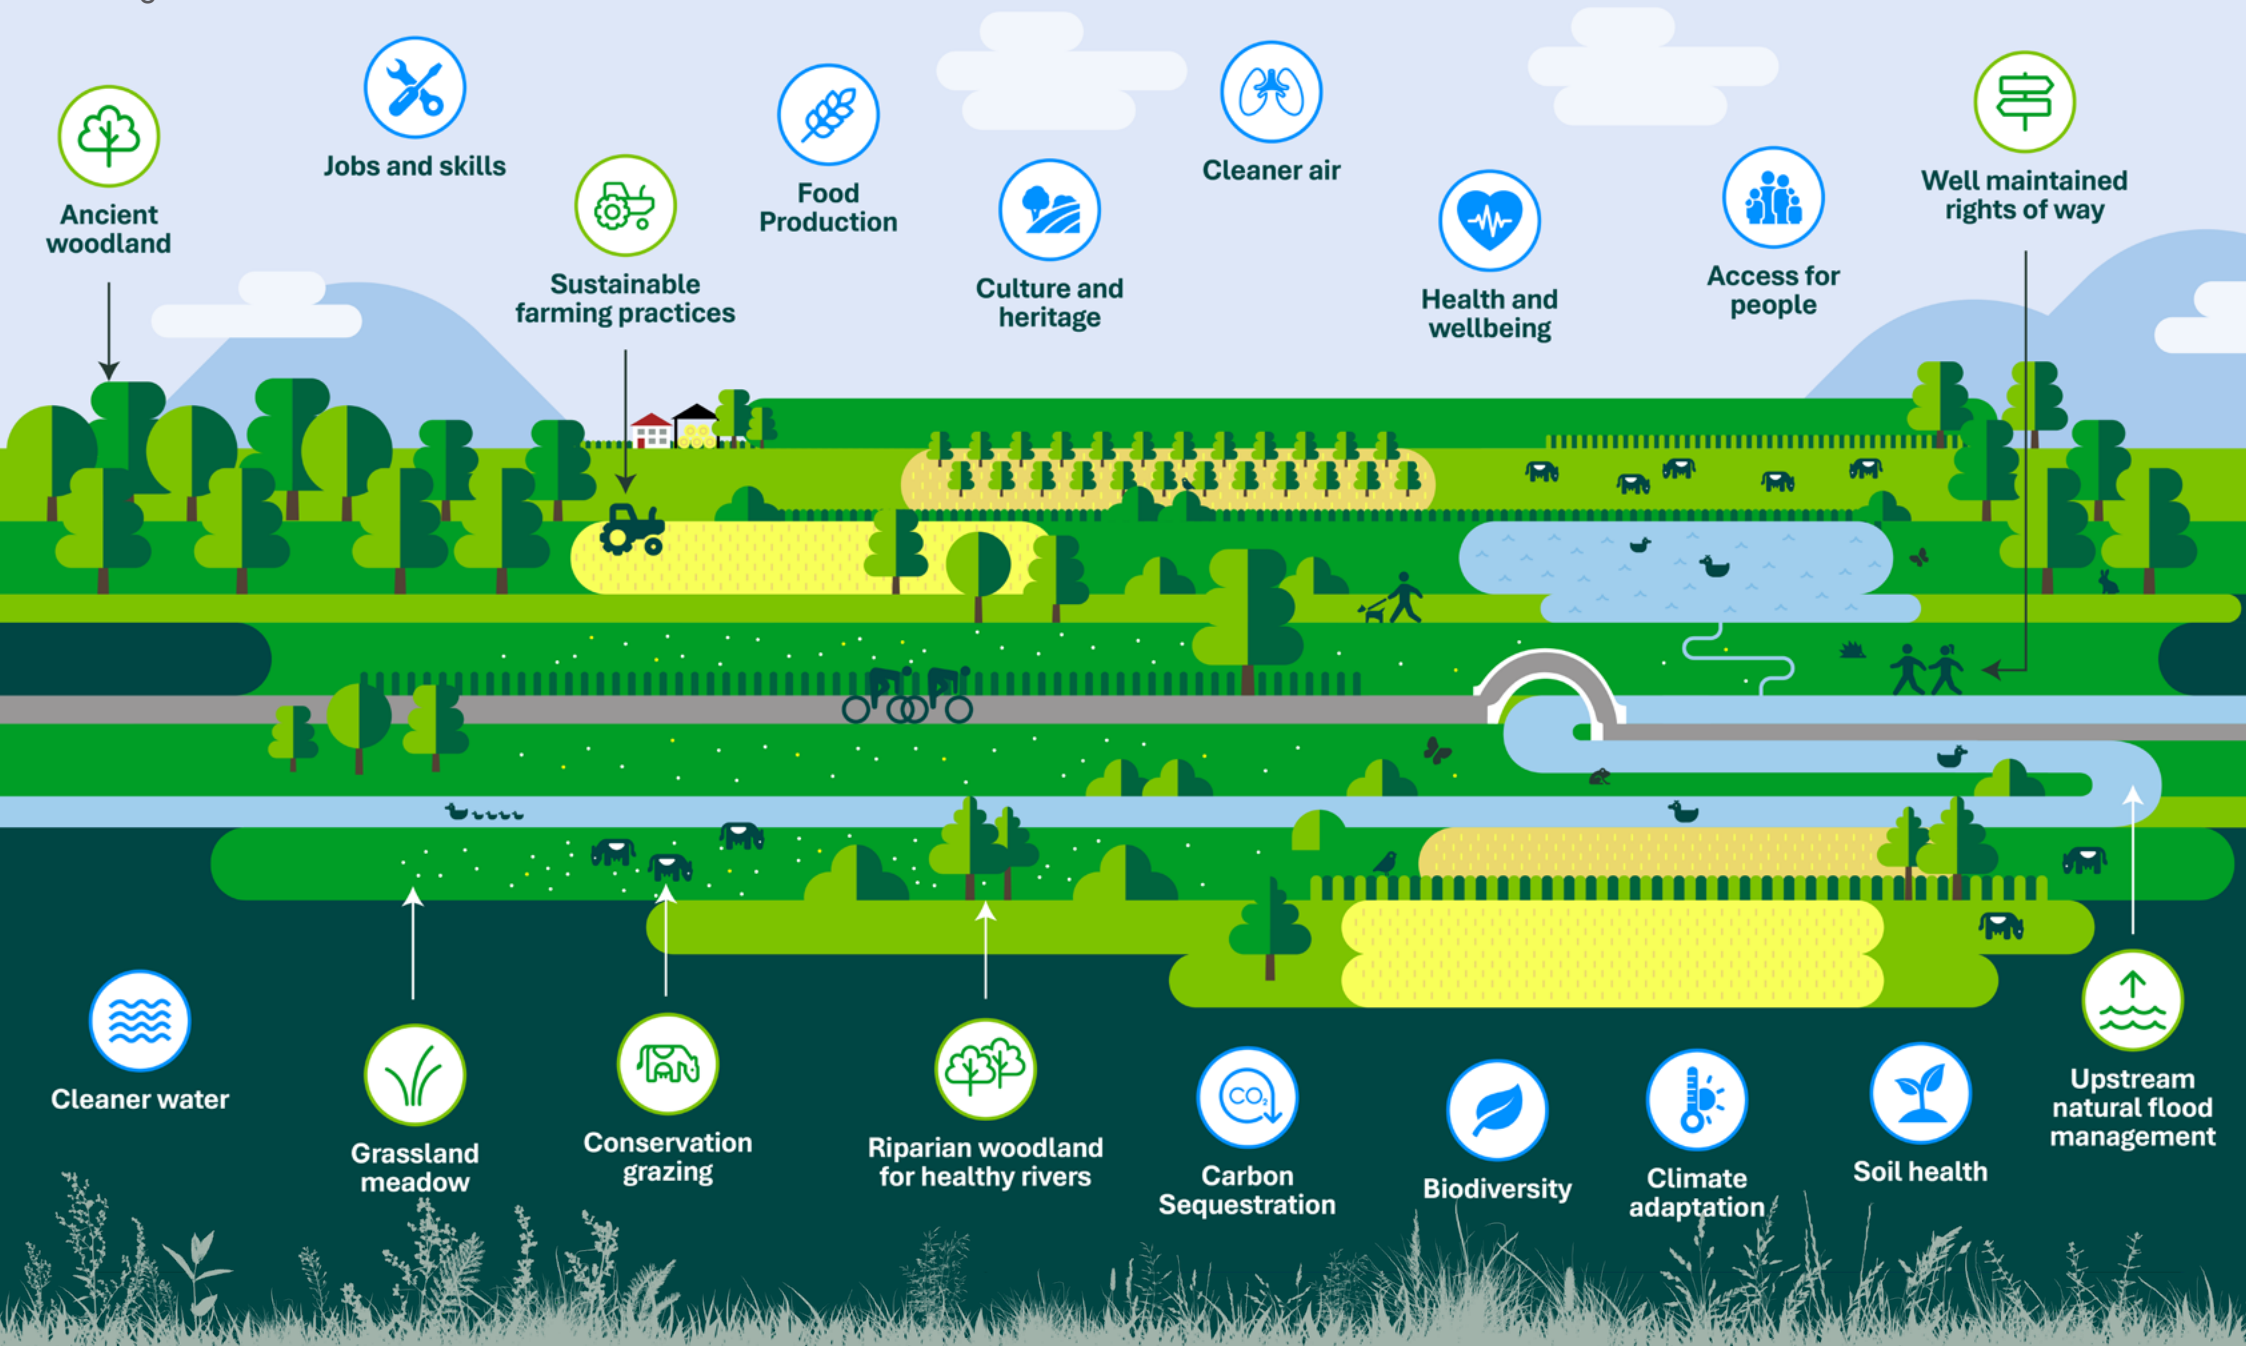 Ancient
woodland
Jobs and skills
Sustainable
farming practices
Food
Production
Culture and
heritage
Cleaner air
Health and
wellbeing
Access for
people
Well maintained
rights of way
Cleaner water
Grassland
meadow
Conservation
grazing
Riparian woodland
for healthy rivers
CO₂
Carbon
Sequestration
Biodiversity
Climate
adaptation
Soil health
Upstream
natural flood
management